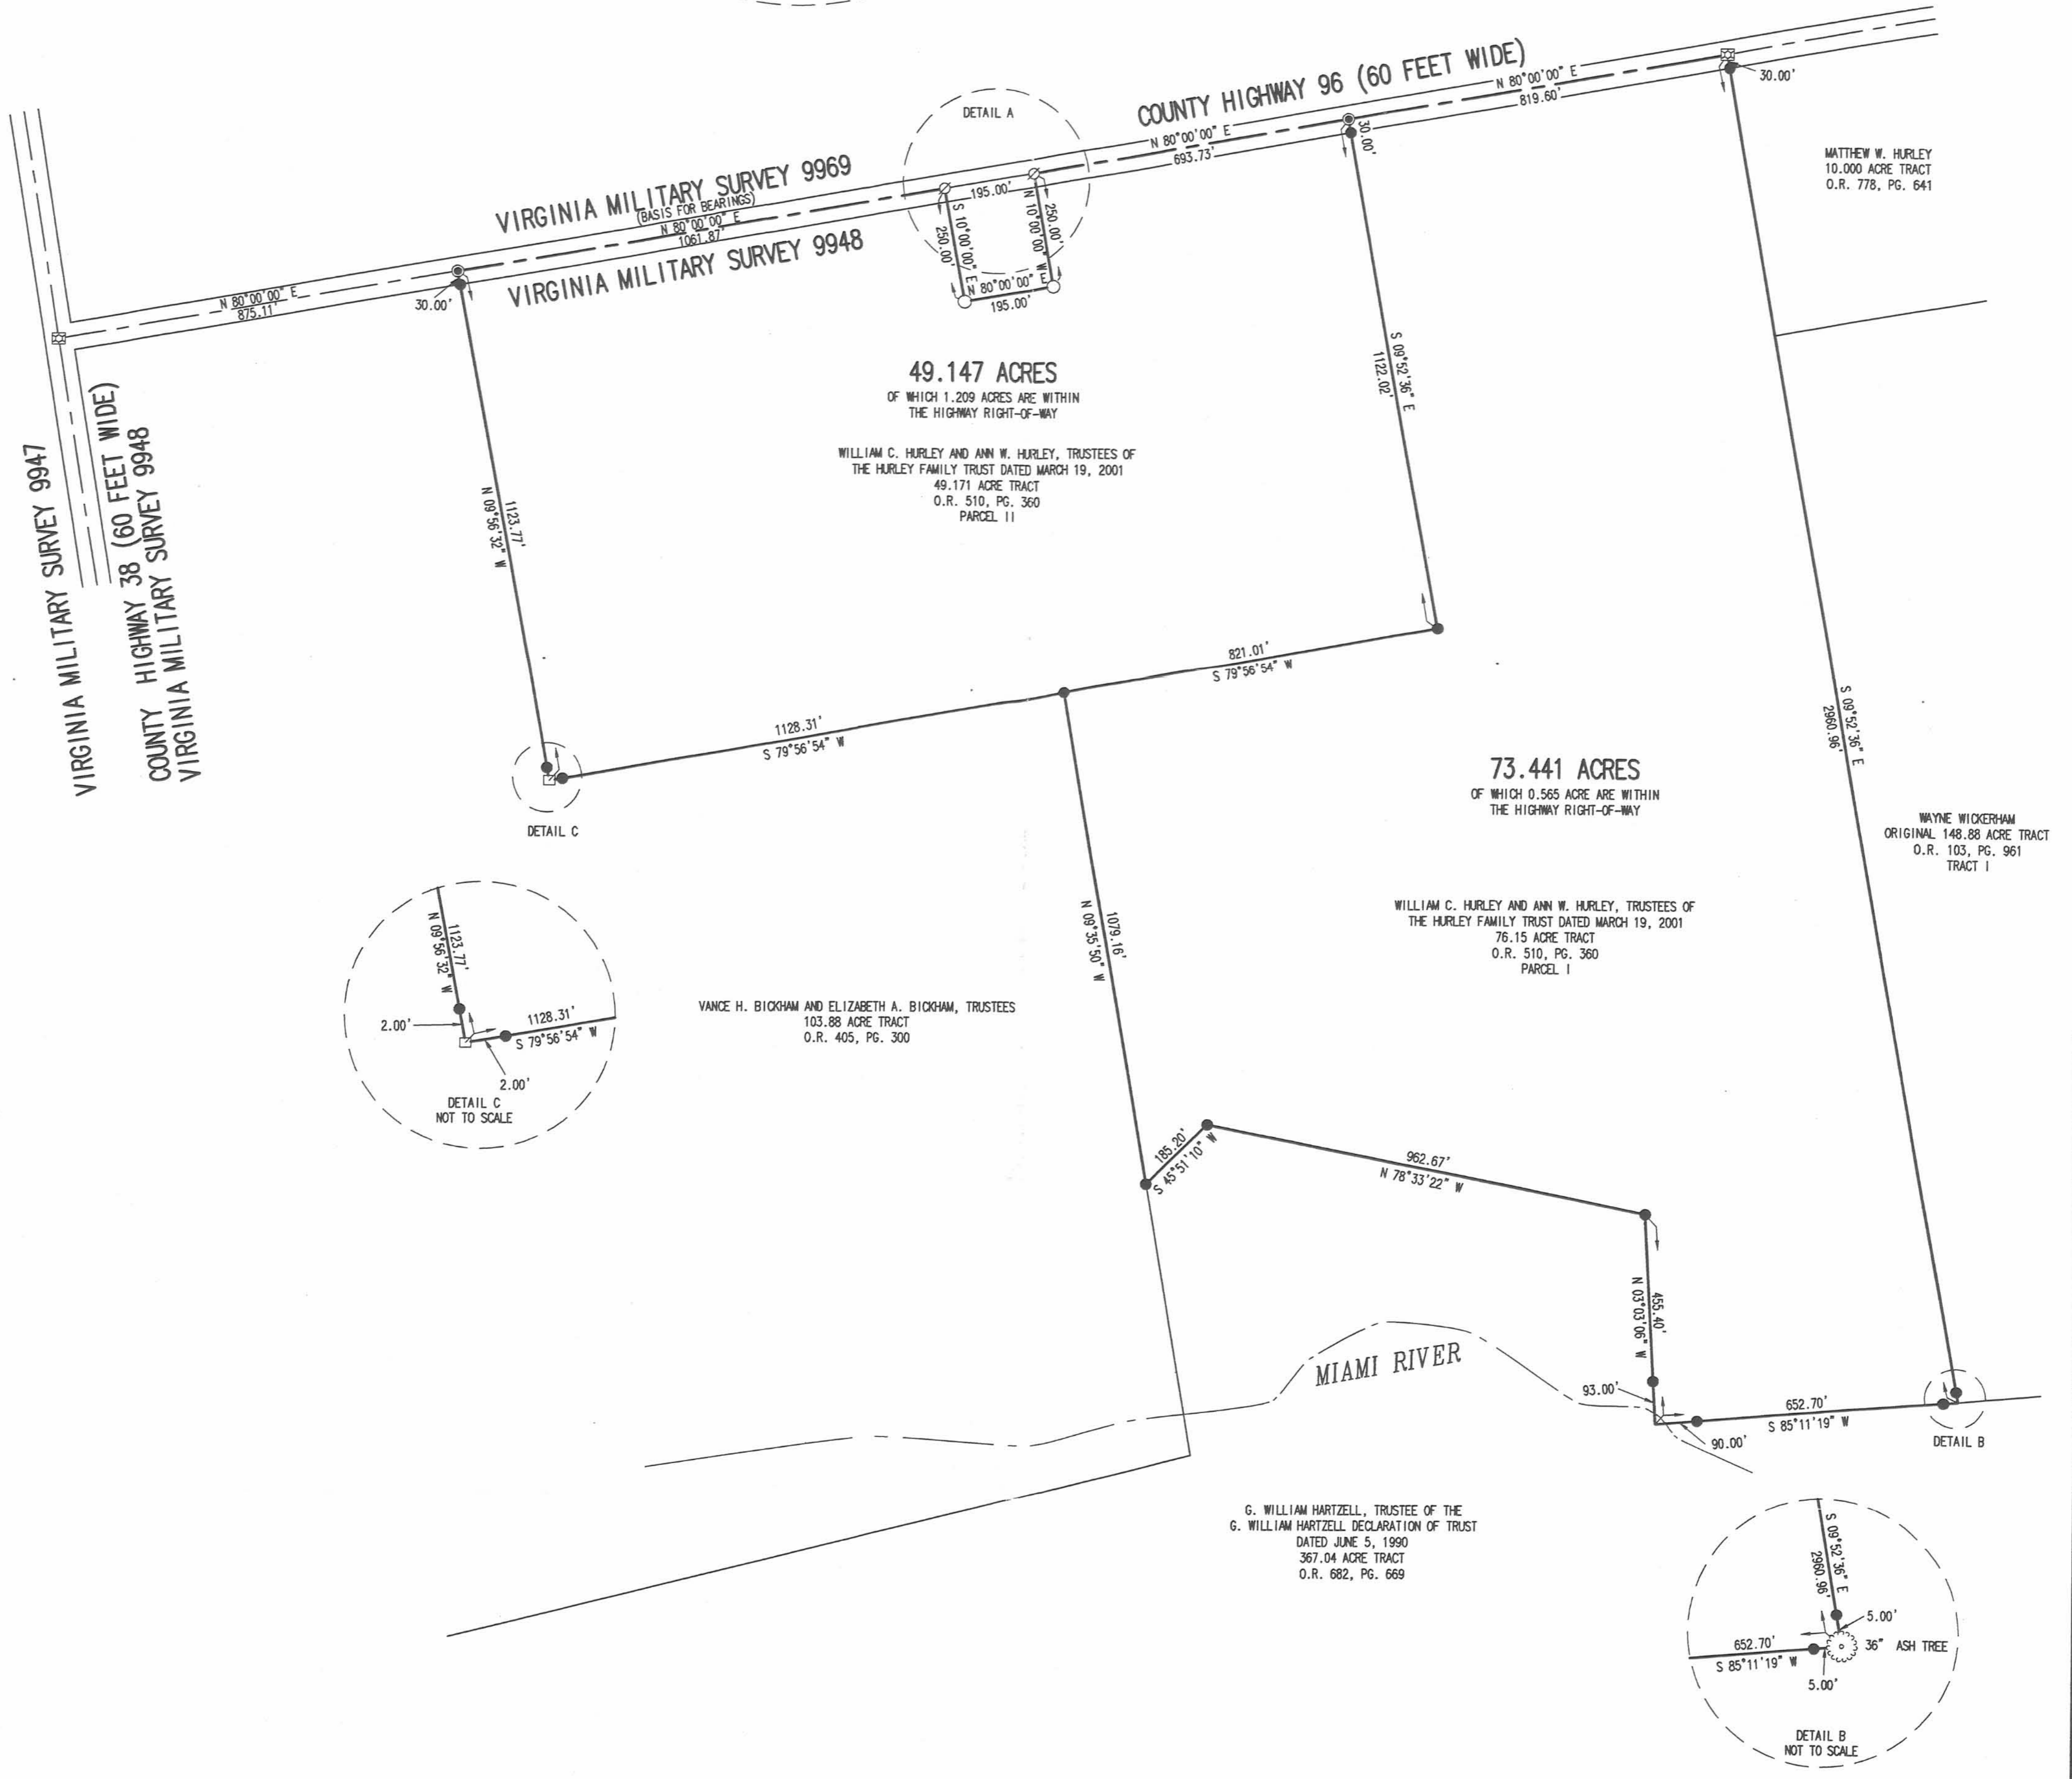 COUNTY HIGHWAY 96 (60 FEET WIDE)
N 80°00'00" E
819.60'
30.00'
DETAIL A
N 80°00'00" E
693.73'
30.00'
MATTHEW W. HURLEY
10.000 ACRE TRACT
O.R. 778, PG. 641
VIRGINIA MILITARY SURVEY 9969
(BASIS FOR BEARINGS)
N 80°00'00" E
1061.87'
VIRGINIA MILITARY SURVEY 9948
195.00'
S 10°00'00" E
250.00'
N 10°00'00" W
250.00'
N 80°00'00" E
195.00'
N 80°00'00" E
875.11'
30.00'
49.147 ACRES
OF WHICH 1.209 ACRES ARE WITHIN
THE HIGHWAY RIGHT-OF-WAY
WILLIAM C. HURLEY AND ANN W. HURLEY, TRUSTEES OF
THE HURLEY FAMILY TRUST DATED MARCH 19, 2001
49.171 ACRE TRACT
O.R. 510, PG. 360
PARCEL II
S 09°52'36" E
1122.02'
VIRGINIA MILITARY SURVEY 9947
COUNTY HIGHWAY 38 (60 FEET WIDE)
VIRGINIA MILITARY SURVEY 9948
1123.77'
N 09°56'32" W
821.01'
S 79°56'54" W
1128.31'
S 79°56'54" W
DETAIL C
S 09°52'36" E
2960.96'
73.441 ACRES
OF WHICH 0.565 ACRE ARE WITHIN
THE HIGHWAY RIGHT-OF-WAY
WAYNE WICKERHAM
ORIGINAL 148.88 ACRE TRACT
O.R. 103, PG. 961
TRACT I
WILLIAM C. HURLEY AND ANN W. HURLEY, TRUSTEES OF
THE HURLEY FAMILY TRUST DATED MARCH 19, 2001
76.15 ACRE TRACT
O.R. 510, PG. 360
PARCEL I
1079.16'
N 09°35'50" W
1123.77'
N 09°56'32" W
2.00'
1128.31'
S 79°56'54" W
2.00'
DETAIL C
NOT TO SCALE
VANCE H. BICKHAM AND ELIZABETH A. BICKHAM, TRUSTEES
103.88 ACRE TRACT
O.R. 405, PG. 300
185.20'
S 45°51'10" W
962.67'
N 78°33'22" W
455.40'
N 03°03'06" W
MIAMI RIVER
93.00'
90.00'
652.70'
S 85°11'19" W
DETAIL B
G. WILLIAM HARTZELL, TRUSTEE OF THE
G. WILLIAM HARTZELL DECLARATION OF TRUST
DATED JUNE 5, 1990
367.04 ACRE TRACT
O.R. 682, PG. 669
S 09°52'36" E
2960.96'
5.00'
36" ASH TREE
652.70'
S 85°11'19" W
5.00'
DETAIL B
NOT TO SCALE